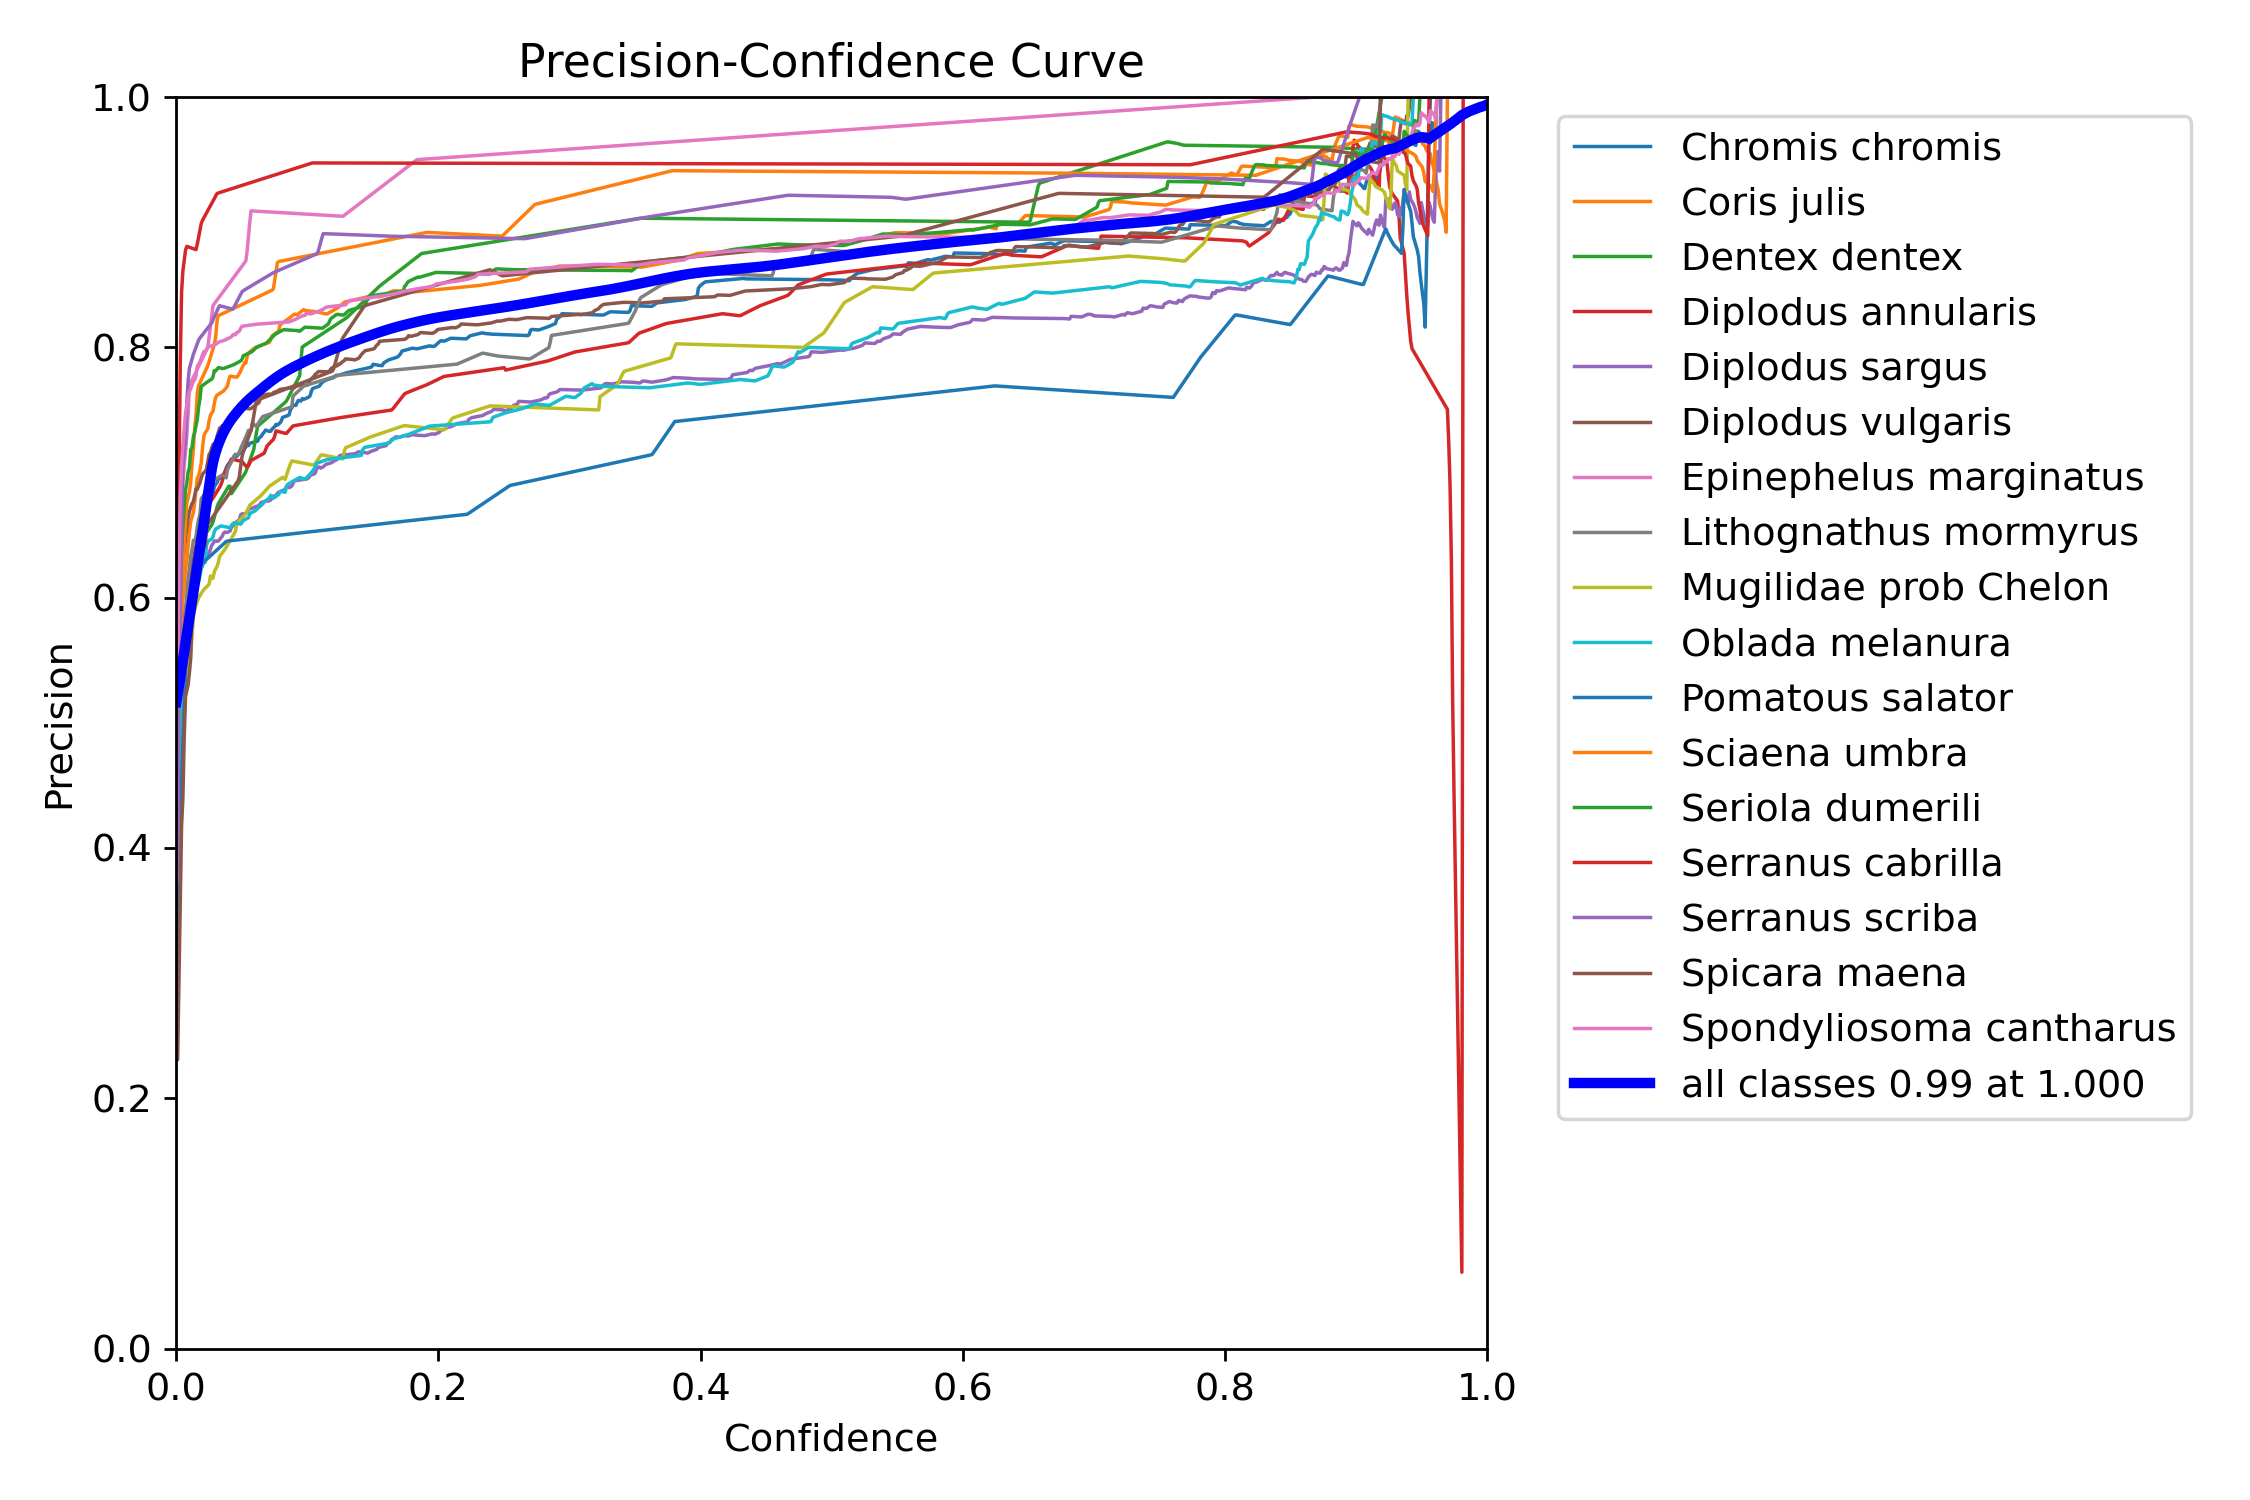 Precision-Confidence Curve
1.0
0.8
0.6
0.4
0.2
0.0
Precision
0.0 0.2 0.4 0.6 0.8 1.0
Confidence
Chromis chromis
Coris julis
Dentex dentex
Diplodus annularis
Diplodus sargus
Diplodus vulgaris
Epinephelus marginatus
Lithognathus mormyrus
Mugilidae prob Chelon
Oblada melanura
Pomatous salator
Sciaena umbra
Seriola dumerili
Serranus cabrilla
Serranus scriba
Spicara maena
Spondyliosoma cantharus
all classes 0.99 at 1.000